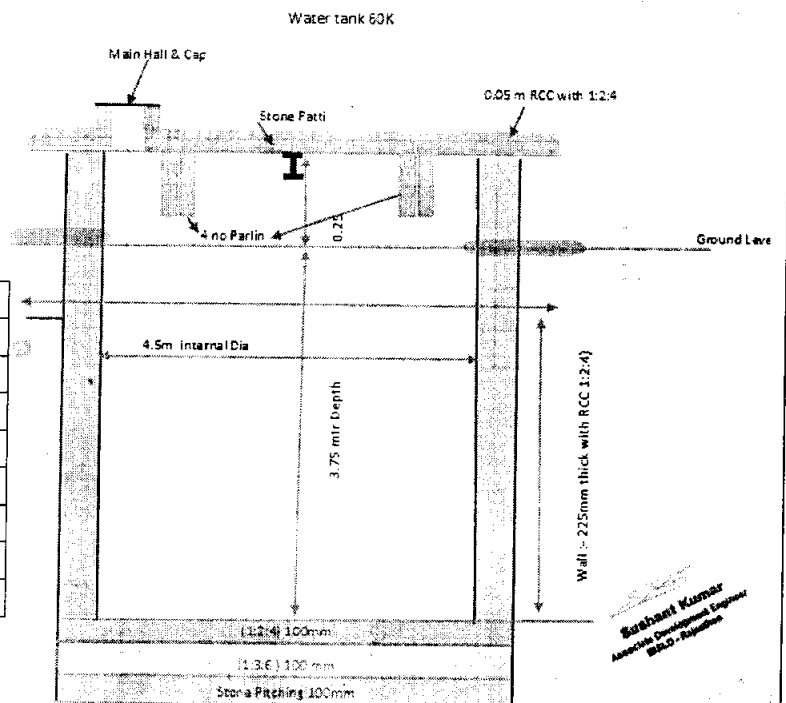 Water tank 60K
Main Hall & Cap
0.05 m RCC with 1:2:4
Stone Patti
4 no Parlin
0.25
Ground Leve
4.5m internal Dia
3.75 mtr Depth
Wall :- 225mm thick with RCC 1:2:4)
(1:2:4) 100mm
(1:3:6) 100 mm
Stone Pitching 100mm
Sushant Kumar
Associate Development Engineer